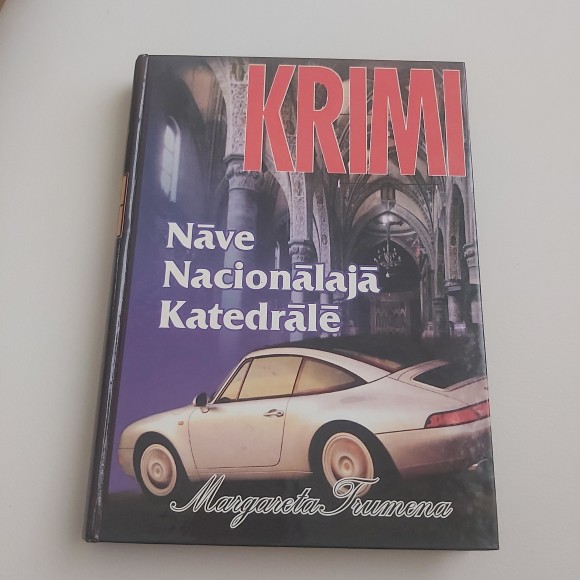 KRIMI
Nāve
Nacionālajā
Katedrālē
Margareta Trumena